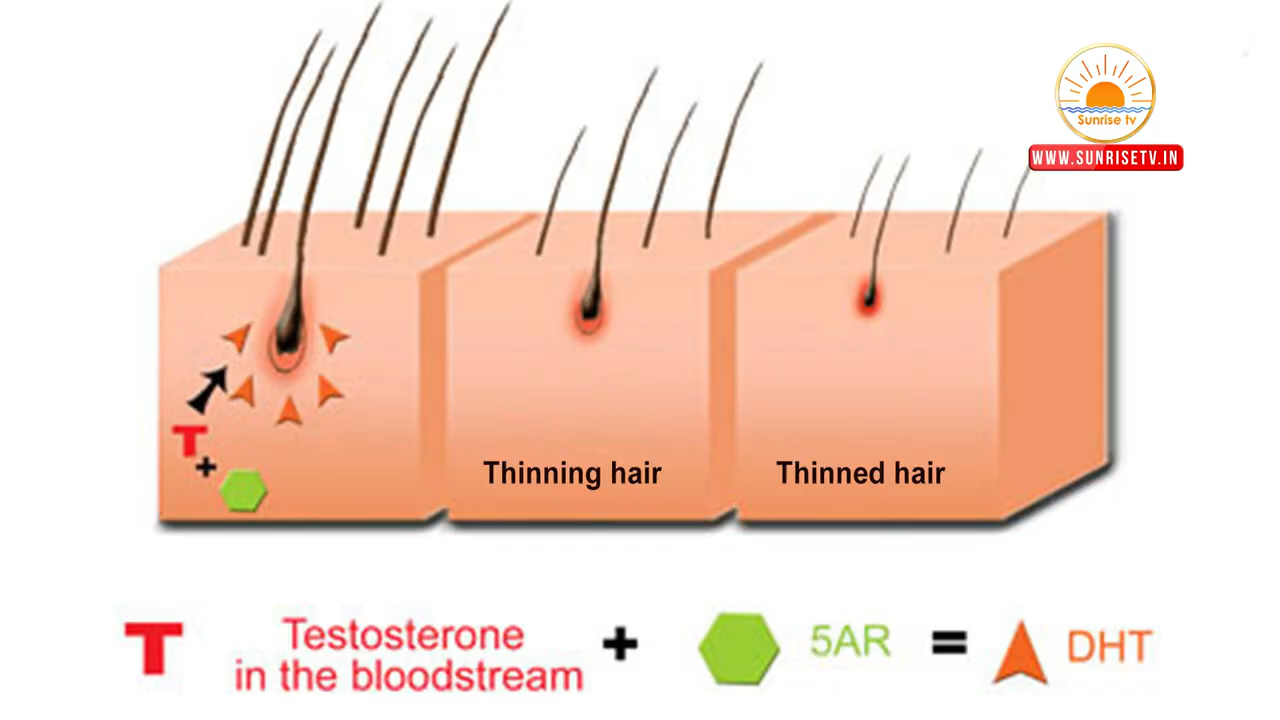 Sunrise tv
WWW.SUNRISETV.IN
T
+
Thinning hair
Thinned hair
T Testosterone
in the bloodstream + 5AR = DHT